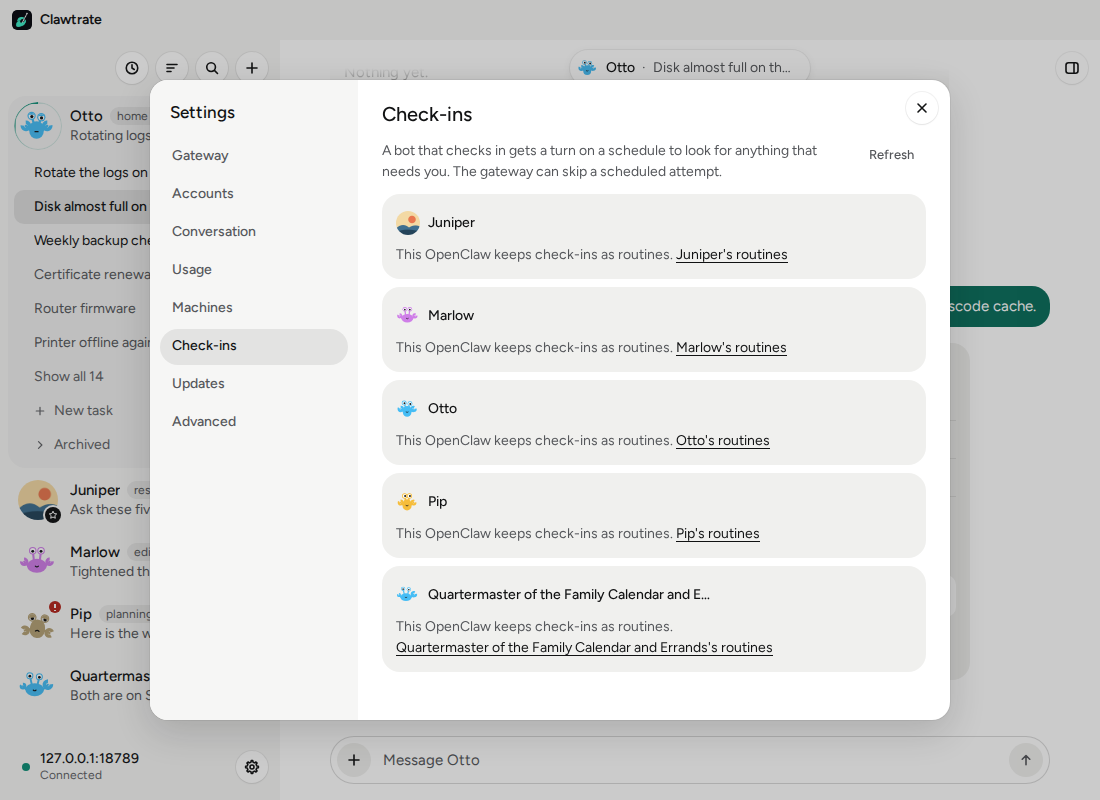 Clawtrate
Nothing yet.
Otto · Disk almost full on th...
Otto home
Rotating logs
Rotate the logs on
Disk almost full on
Weekly backup che
Certificate renewa
Router firmware
Printer offline again
Show all 14
+ New task
Archived
Juniper res
Ask these fiv
Marlow edi
Tightened th
Pip planning
Here is the w
Quartermas
Both are on S
127.0.0.1:18789
Connected
Settings
Gateway
Accounts
Conversation
Usage
Machines
Check-ins
Updates
Advanced
Check-ins
A bot that checks in gets a turn on a schedule to look for anything that
needs you. The gateway can skip a scheduled attempt.
Refresh
Juniper
This OpenClaw keeps check-ins as routines. Juniper's routines
Marlow
This OpenClaw keeps check-ins as routines. Marlow's routines
Otto
This OpenClaw keeps check-ins as routines. Otto's routines
Pip
This OpenClaw keeps check-ins as routines. Pip's routines
Quartermaster of the Family Calendar and E...
This OpenClaw keeps check-ins as routines.
Quartermaster of the Family Calendar and Errands's routines
scode cache.
Message Otto